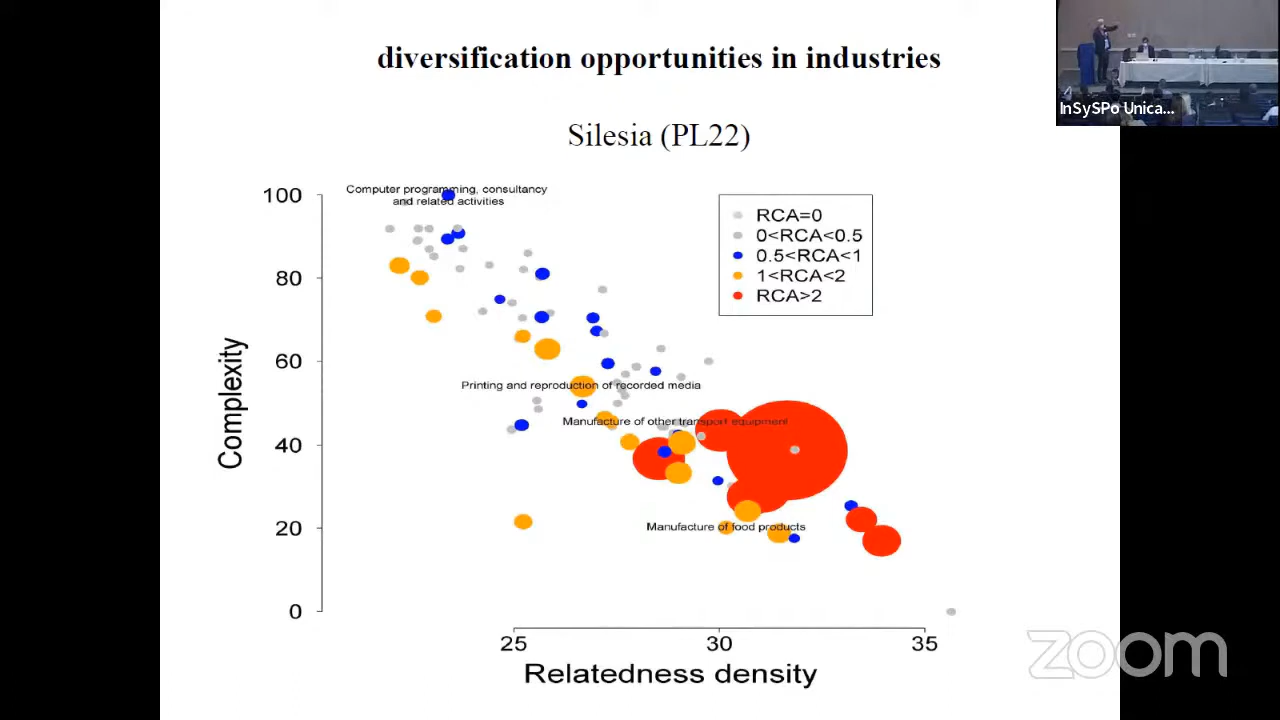 diversification opportunities in industries
InSySPo Unica...
Silesia (PL22)
Computer programming, consultancy
and related activities
RCA=0
0<RCA<0.5
0.5<RCA<1
1<RCA<2
RCA>2
100
80
60
40
20
0
Complexity
Printing and reproduction of recorded media
Manufacture of other transport equipment
Manufacture of food products
25
30
35
Relatedness density
zoom